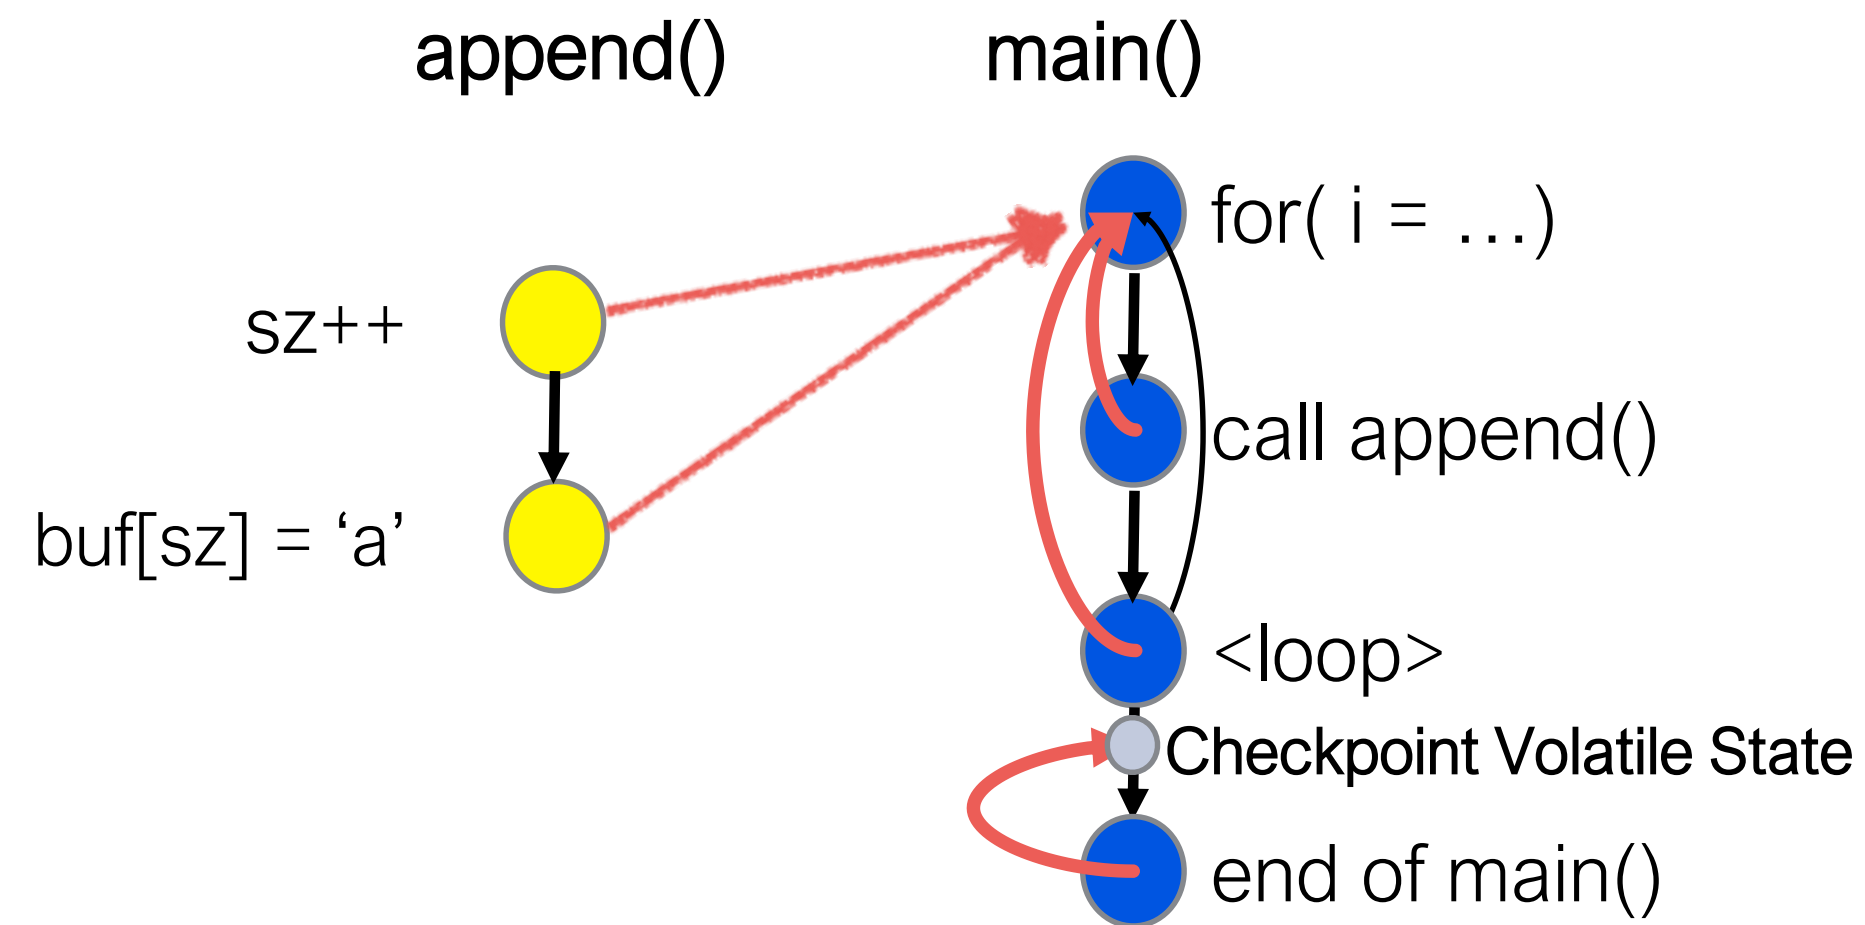 append()
main()
for( i = …)
sz++
call append()
buf[sz] = ‘a’
<loop>
Checkpoint Volatile State
end of main()